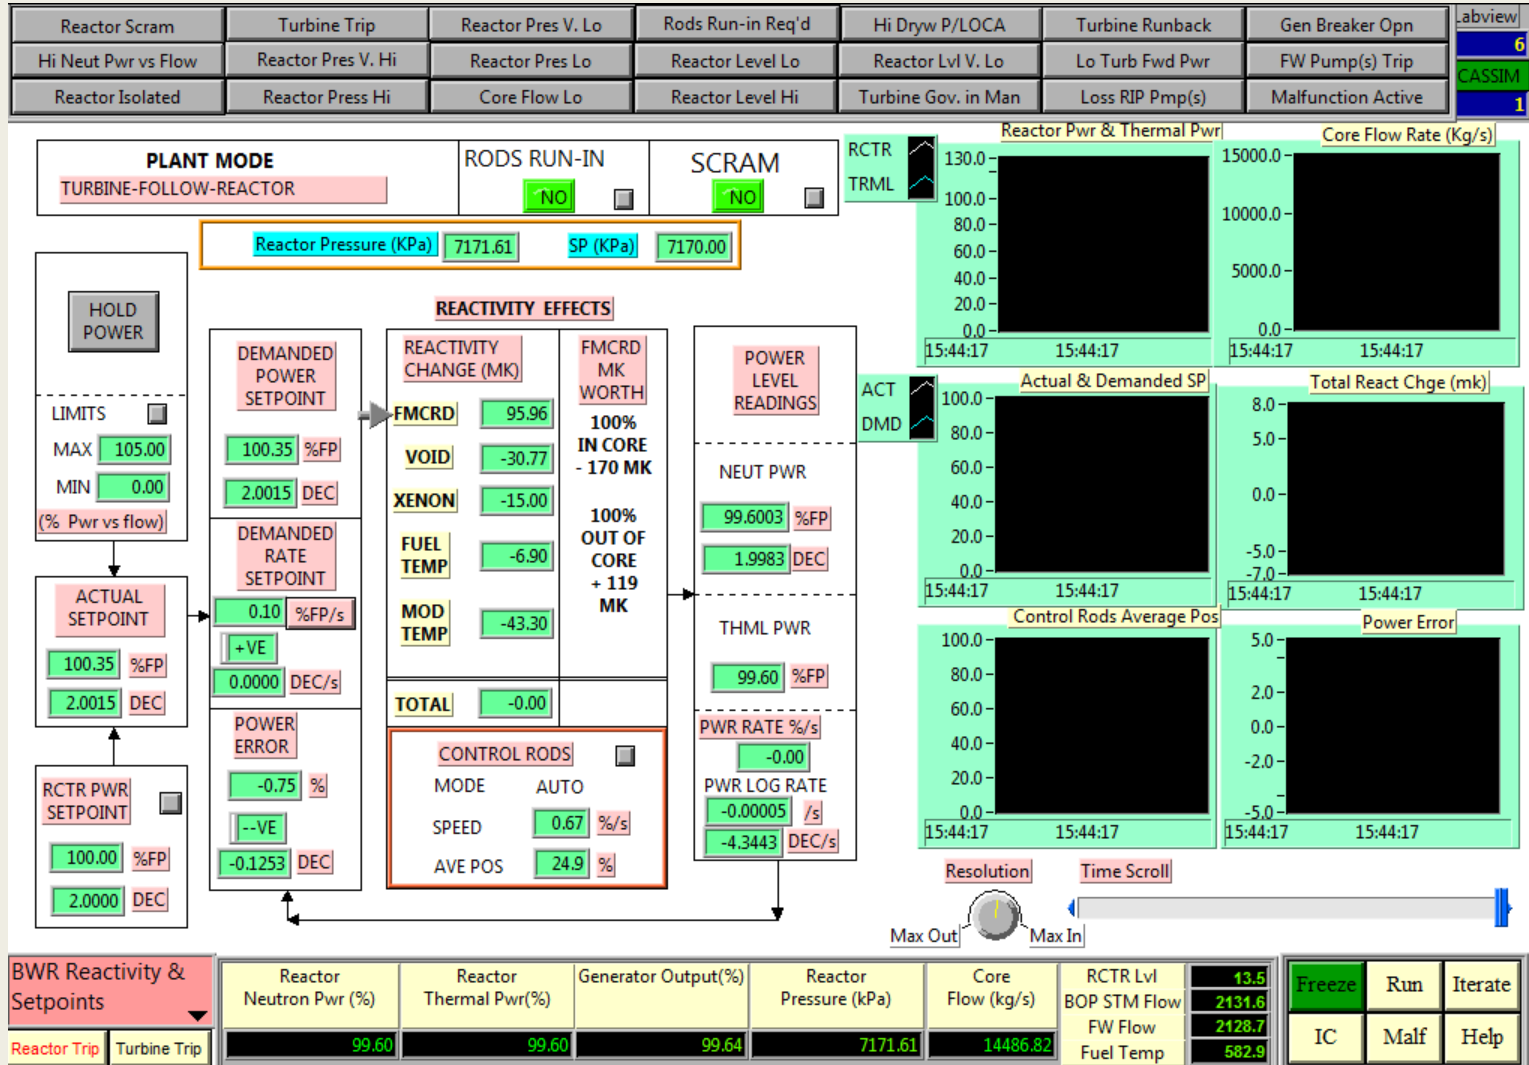 Reactor Scram
Turbine Trip
Reactor Pres V. Lo
Rods Run-in Req'd
Hi Dryw P/LOCA
Turbine Runback
Gen Breaker Opn
Labview
6
Hi Neut Pwr vs Flow
Reactor Pres V. Hi
Reactor Pres Lo
Reactor Level Lo
Reactor Lvl V. Lo
Lo Turb Fwd Pwr
FW Pump(s) Trip
CASSIM
1
Reactor Isolated
Reactor Press Hi
Core Flow Lo
Reactor Level Hi
Turbine Gov. in Man
Loss RIP Pmp(s)
Malfunction Active
PLANT MODE
TURBINE-FOLLOW-REACTOR
RODS RUN-IN
NO
SCRAM
NO
Reactor Pressure (KPa)
7171.61
SP (KPa)
7170.00
HOLD
POWER
LIMITS
MAX 105.00
MIN 0.00
(% Pwr vs flow)
ACTUAL
SETPOINT
100.35 %FP
2.0015 DEC
RCTR PWR
SETPOINT
100.00 %FP
2.0000 DEC
DEMANDED
POWER
SETPOINT
100.35 %FP
2.0015 DEC
DEMANDED
RATE
SETPOINT
0.10 %FP/s
+VE
0.0000 DEC/s
POWER
ERROR
-0.75 %
--VE
-0.1253 DEC
REACTIVITY EFFECTS
REACTIVITY
CHANGE (MK)
FMCRD 95.96
VOID -30.77
XENON -15.00
FUEL
TEMP
-6.90
MOD
TEMP
-43.30
TOTAL -0.00
FMCRD
MK
WORTH
100%
IN CORE
- 170 MK
100%
OUT OF
CORE
+ 119
MK
CONTROL RODS
MODE AUTO
SPEED 0.67 %/s
AVE POS 24.9 %
POWER
LEVEL
READINGS
NEUT PWR
99.6003 %FP
1.9983 DEC
THML PWR
99.60 %FP
PWR RATE %/s
-0.00
PWR LOG RATE
-0.00005 /s
-4.3443 DEC/s
RCTR
TRML
Reactor Pwr & Thermal Pwr
130.0
100.0
80.0
60.0
40.0
20.0
0.0
15:44:17 15:44:17
Core Flow Rate (Kg/s)
15000.0
10000.0
5000.0
0.0
15:44:17 15:44:17
ACT
DMD
Actual & Demanded SP
100.0
80.0
60.0
40.0
20.0
0.0
15:44:17 15:44:17
Total React Chge (mk)
8.0
5.0
0.0
-5.0
-7.0
15:44:17 15:44:17
Control Rods Average Pos
100.0
80.0
60.0
40.0
20.0
0.0
15:44:17 15:44:17
Power Error
5.0
2.0
0.0
-2.0
-5.0
15:44:17 15:44:17
Resolution
Max Out
Max In
Time Scroll
BWR Reactivity &
Setpoints
Reactor Trip
Turbine Trip
Reactor
Neutron Pwr (%)
99.60
Reactor
Thermal Pwr(%)
99.60
Generator Output(%)
99.64
Reactor
Pressure (kPa)
7171.61
Core
Flow (kg/s)
14486.82
RCTR Lvl 13.5
BOP STM Flow 2131.6
FW Flow 2128.7
Fuel Temp 582.9
Freeze
Run
Iterate
IC
Malf
Help